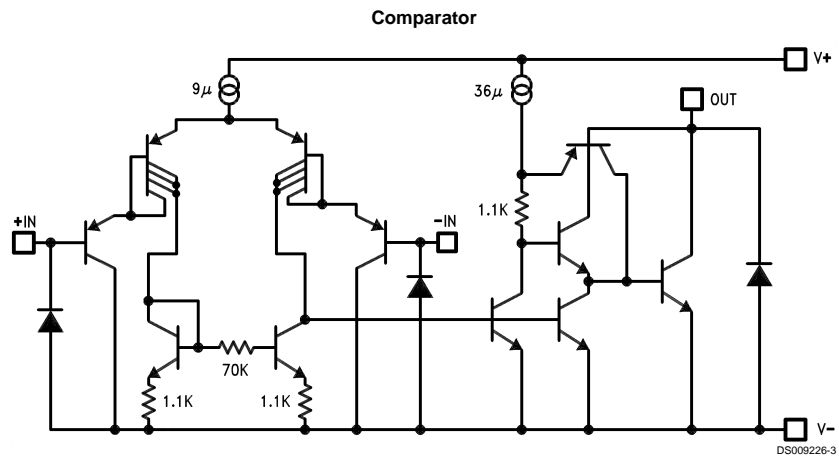 Comparator
V+
9μ
36μ
OUT
+IN
1.1K
-IN
70K
1.1K
1.1K
V-
DS009226-3